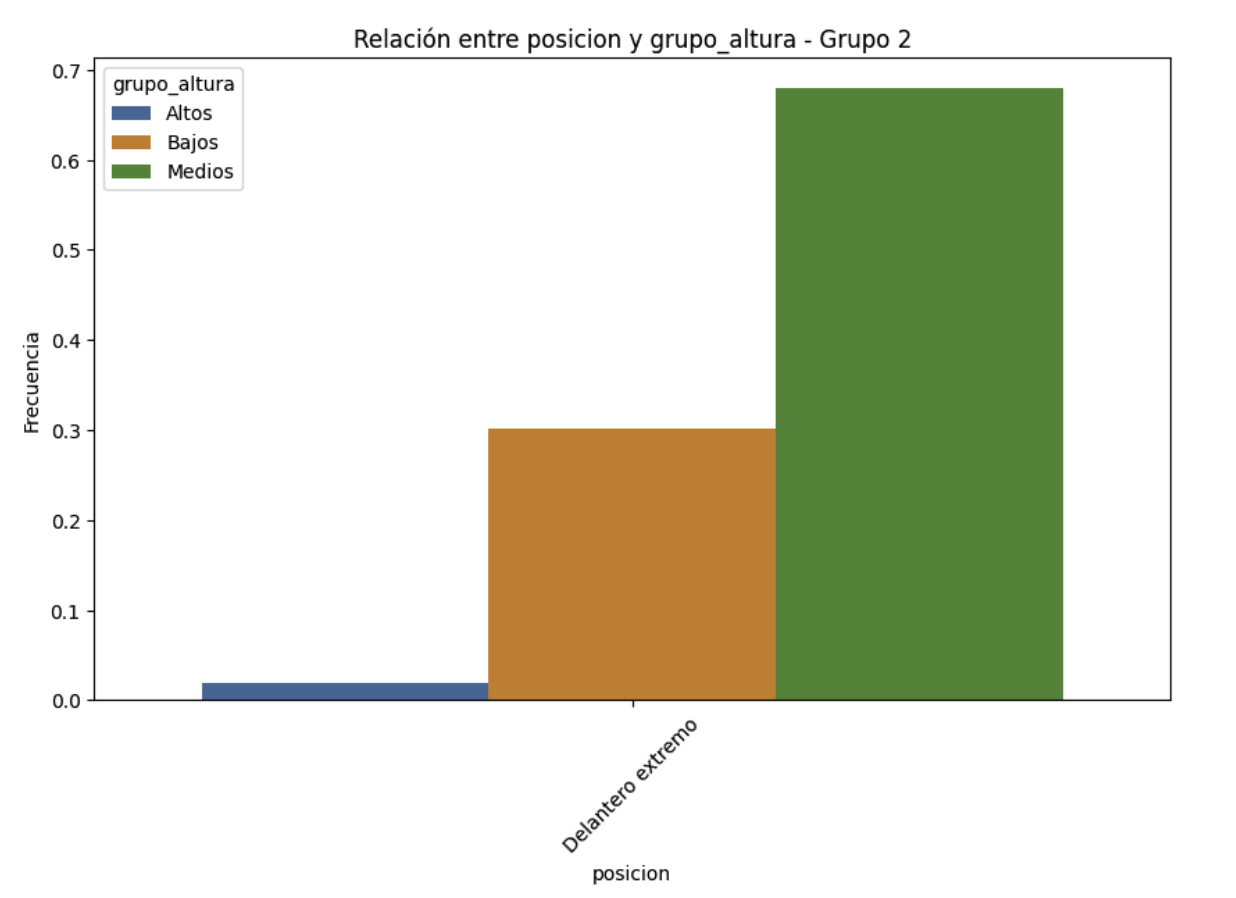 Relación entre posicion y grupo_altura - Grupo 2
grupo_altura
Altos
Bajos
Medios
0.7
0.6
0.5
0.4
0.3
0.2
0.1
0.0
Frecuencia
Delantero extremo
posicion